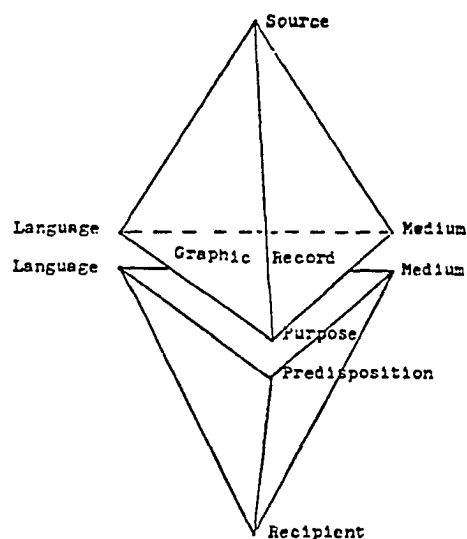 Source
Language Medium
Graphic Record
Language Medium
Purpose
Predisposition
Recipient